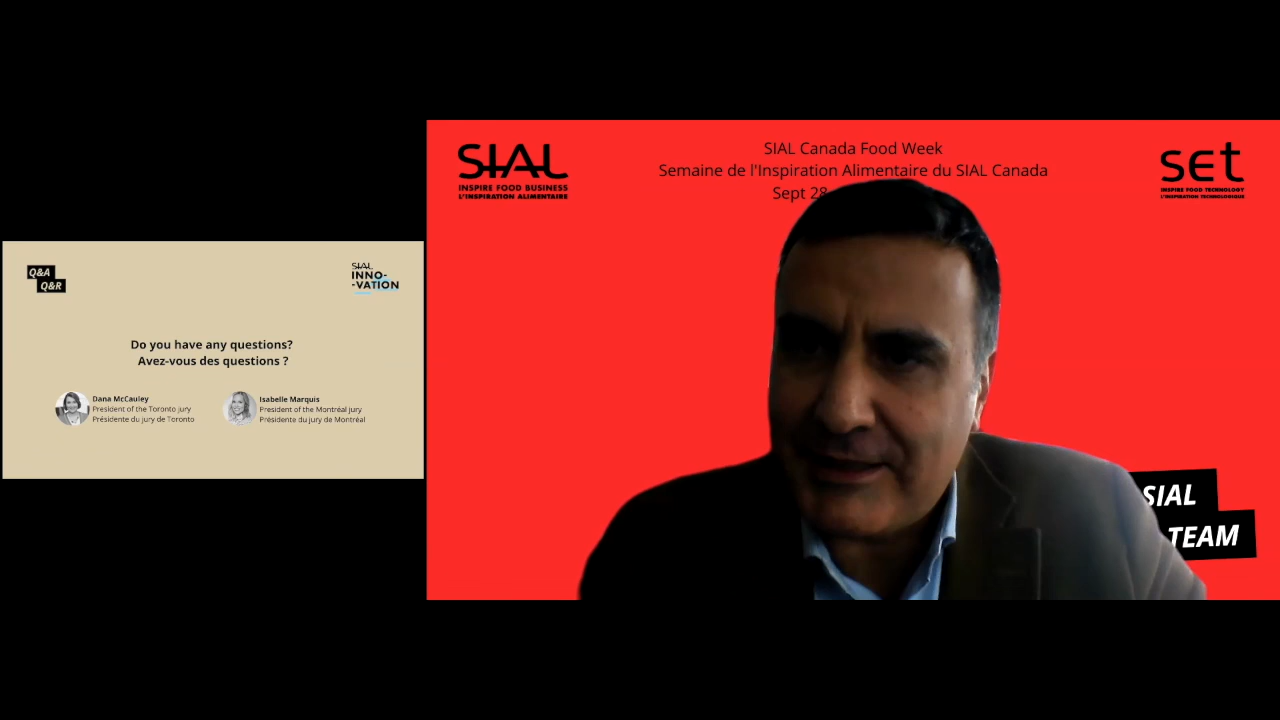 Q&A
Q&R
SIAL
INNO-
-VATION
Do you have any questions?
Avez-vous des questions ?
Dana McCauley
President of the Toronto jury
Présidente du jury de Toronto
Isabelle Marquis
President of the Montréal jury
Présidente du jury de Montréal
SIAL
INSPIRE FOOD BUSINESS
L'INSPIRATION ALIMENTAIRE
SIAL Canada Food Week
Semaine de l'Inspiration Alimentaire du SIAL Canada
Sept 28
set
INSPIRE FOOD TECHNOLOGY
L'INSPIRATION TECHNOLOGIQUE
SIAL
TEAM